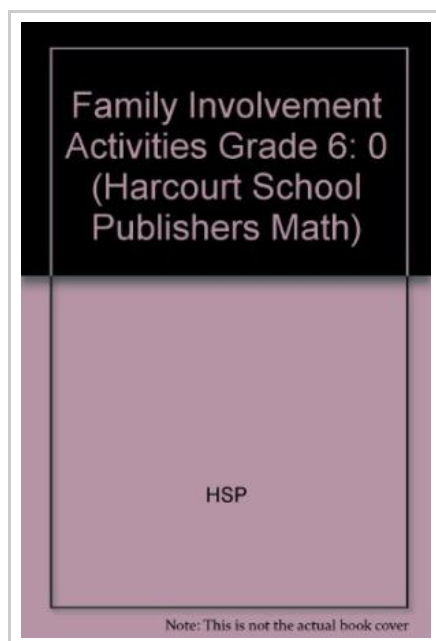 Family Involvement
Activities Grade 6: 0
(Harcourt School
Publishers Math)
HSP
Note: This is not the actual book cover